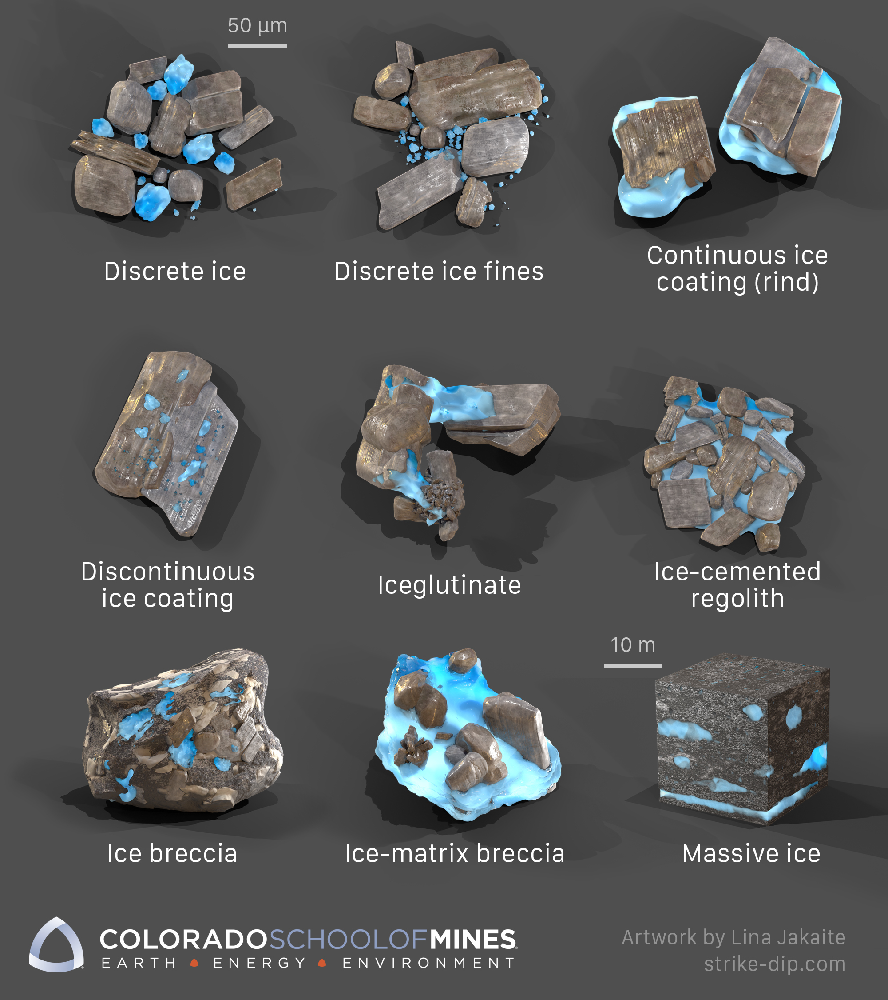 50 µm
Discrete ice
Discrete ice fines
Continuous ice
coating (rind)
Discontinuous
ice coating
Iceglutinate
Ice-cemented
regolith
10 m
Ice breccia
Ice-matrix breccia
Massive ice
COLORADOSCHOOLOFMINES®
EARTH ENERGY ENVIRONMENT
Artwork by Lina Jakaite
strike-dip.com